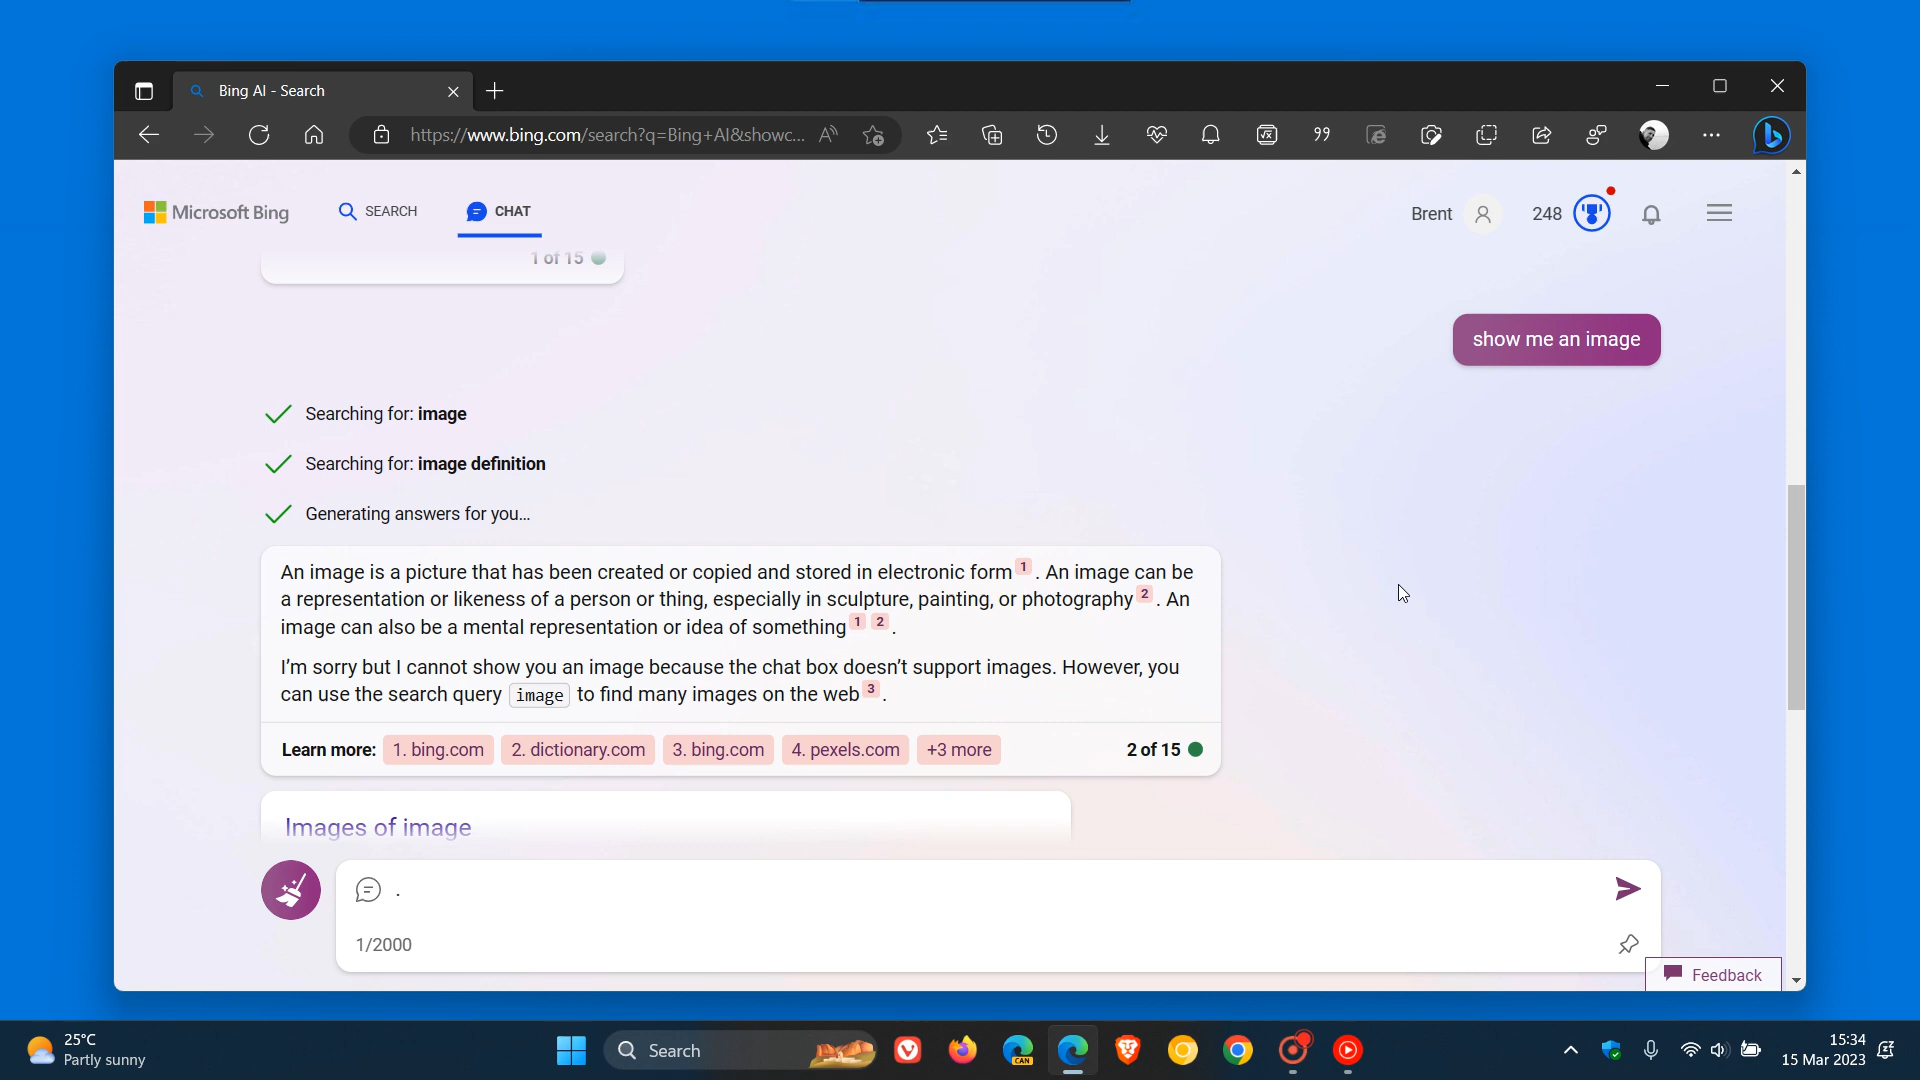 Bing AI - Search
https://www.bing.com/search?q=Bing+AI&showc...
Microsoft Bing
SEARCH
CHAT
Brent
248
1 of 15
show me an image
Searching for: image
Searching for: image definition
Generating answers for you...
An image is a picture that has been created or copied and stored in electronic form 1 . An image can be
a representation or likeness of a person or thing, especially in sculpture, painting, or photography 2 . An
image can also be a mental representation or idea of something 1 2 .
I'm sorry but I cannot show you an image because the chat box doesn't support images. However, you
can use the search query image to find many images on the web 3 .
Learn more: 1. bing.com 2. dictionary.com 3. bing.com 4. pexels.com +3 more 2 of 15
Images of image
.
1/2000
Feedback
25°C
Partly sunny
Search
CAN
15:34
15 Mar 2023